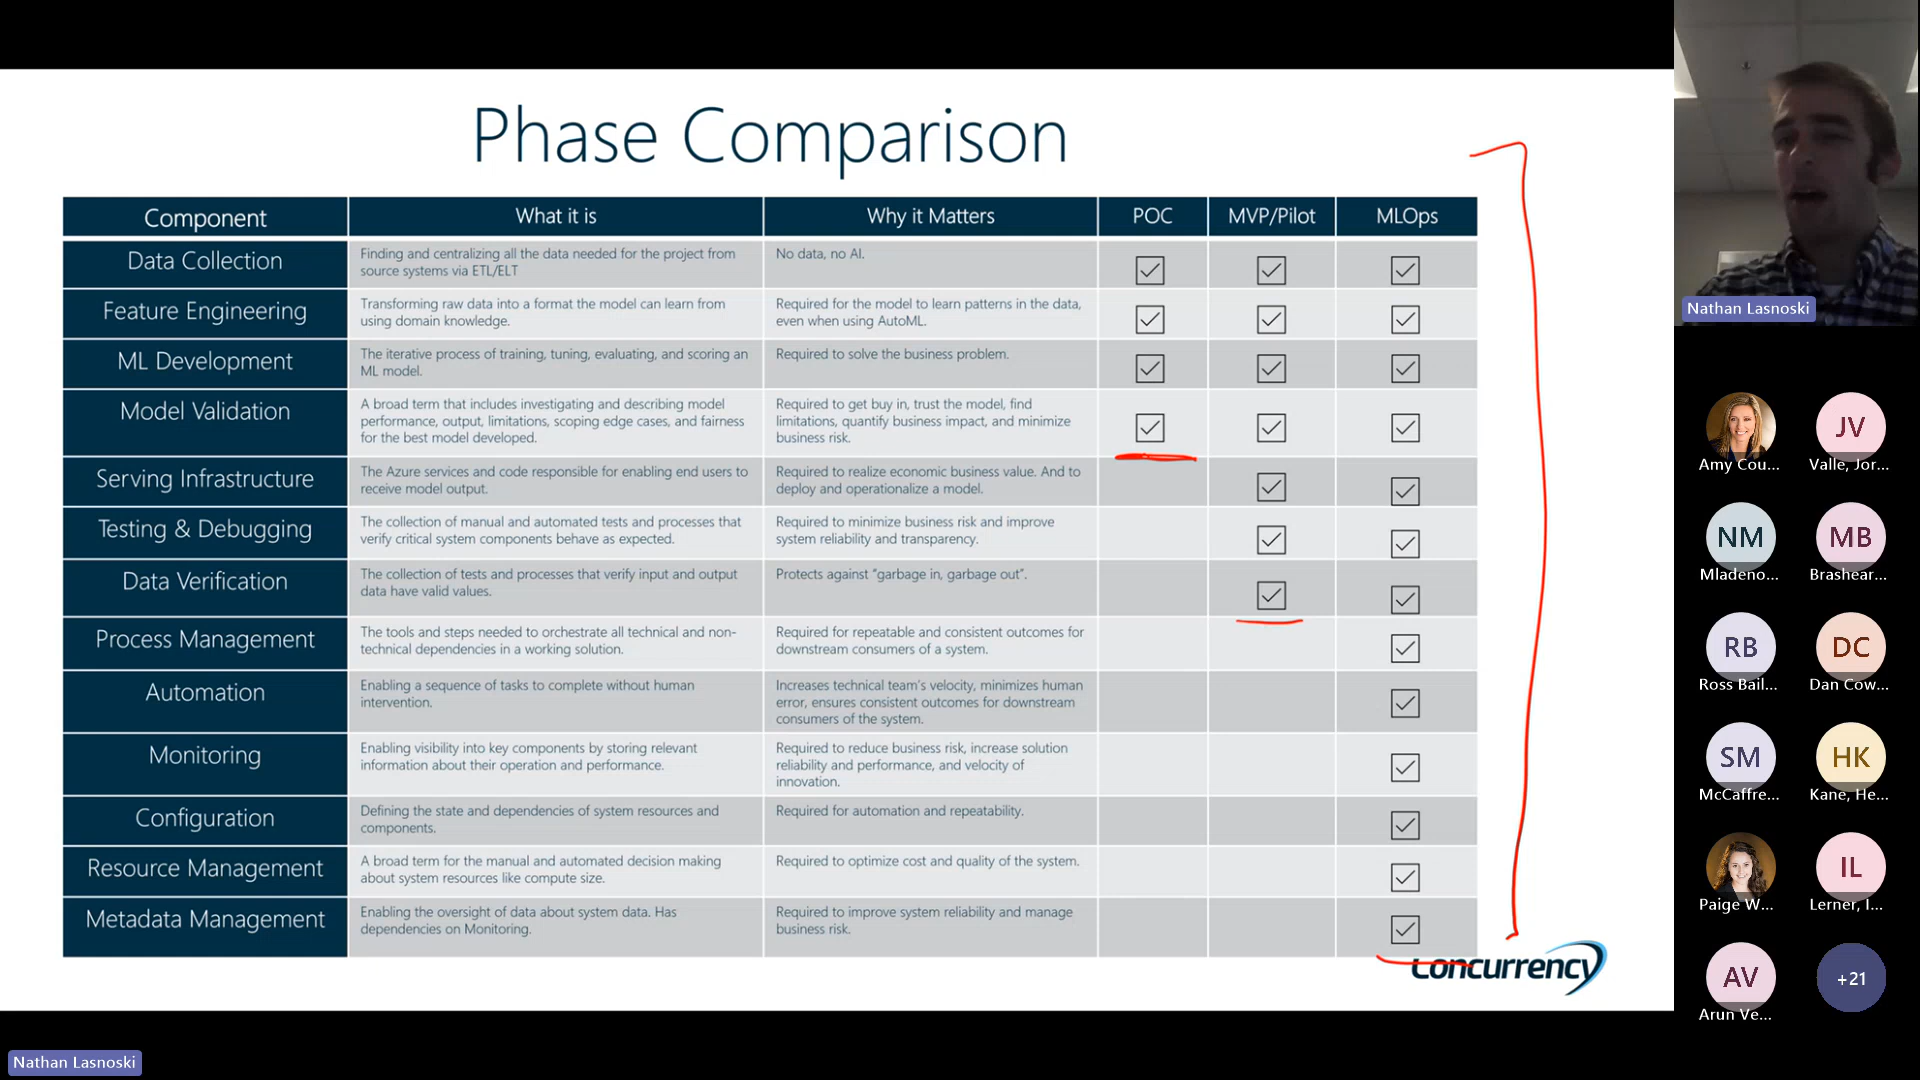 Phase Comparison
Component What it is Why it Matters POC MVP/Pilot MLOps
Data Collection
Finding and centralizing all the data needed for the project from
source systems via ETL/ELT
No data, no AI.
Feature Engineering
Transforming raw data into a format the model can learn from
using domain knowledge.
Required for the model to learn patterns in the data,
even when using AutoML.
ML Development
The iterative process of training, tuning, evaluating, and scoring an
ML model.
Required to solve the business problem.
Model Validation
A broad term that includes investigating and describing model
performance, output, limitations, scoping edge cases, and fairness
for the best model developed.
Required to get buy in, trust the model, find
limitations, quantify business impact, and minimize
business risk.
Serving Infrastructure
The Azure services and code responsible for enabling end users to
receive model output.
Required to realize economic business value. And to
deploy and operationalize a model.
Testing & Debugging
The collection of manual and automated tests and processes that
verify critical system components behave as expected.
Required to minimize business risk and improve
system reliability and transparency.
Data Verification
The collection of tests and processes that verify input and output
data have valid values.
Protects against “garbage in, garbage out”.
Process Management
The tools and steps needed to orchestrate all technical and non-
technical dependencies in a working solution.
Required for repeatable and consistent outcomes for
downstream consumers of a system.
Automation
Enabling a sequence of tasks to complete without human
intervention.
Increases technical team’s velocity, minimizes human
error, ensures consistent outcomes for downstream
consumers of the system.
Monitoring
Enabling visibility into key components by storing relevant
information about their operation and performance.
Required to reduce business risk, increase solution
reliability and performance, and velocity of
innovation.
Configuration
Defining the state and dependencies of system resources and
components.
Required for automation and repeatability.
Resource Management
A broad term for the manual and automated decision making
about system resources like compute size.
Required to optimize cost and quality of the system.
Metadata Management
Enabling the oversight of data about system data. Has
dependencies on Monitoring.
Required to improve system reliability and manage
business risk.
concurrency
Nathan Lasnoski
Nathan Lasnoski
Amy Cou...
JV
Valle, Jor...
NM
Mladeno...
MB
Brashear...
RB
Ross Bail...
DC
Dan Cow...
SM
McCaffre...
HK
Kane, He...
Paige W...
IL
Lerner, I...
AV
Arun Ve...
+21